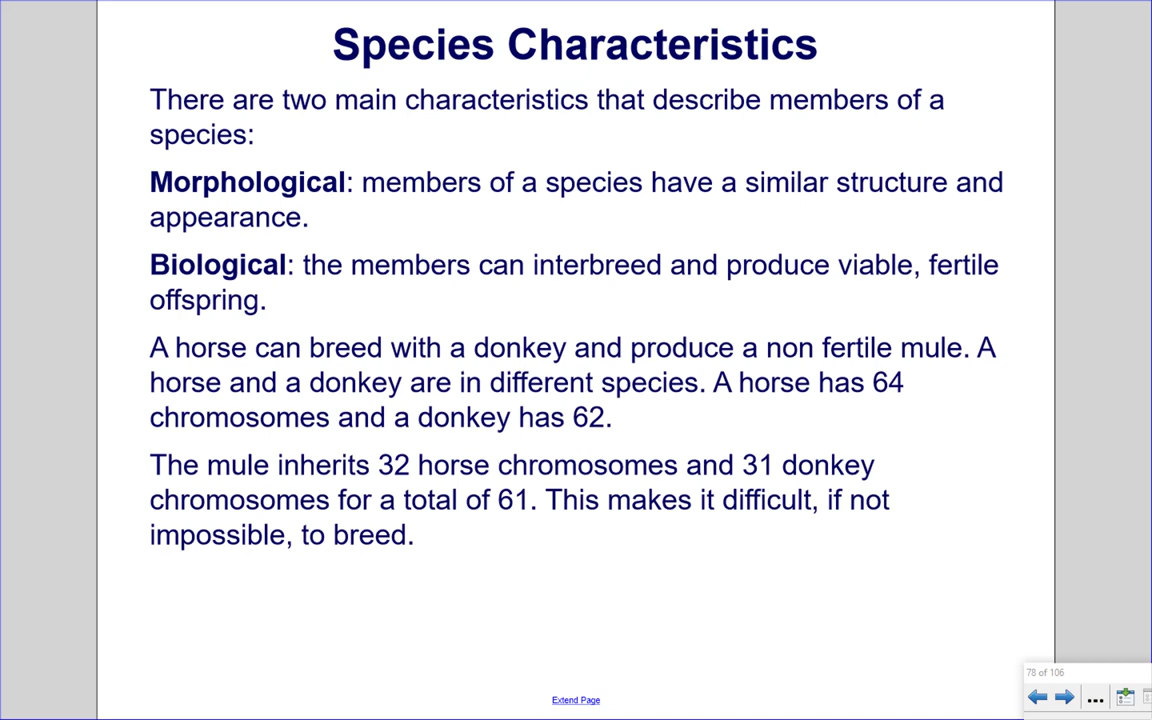 Species Characteristics
There are two main characteristics that describe members of a
species:
Morphological: members of a species have a similar structure and
appearance.
Biological: the members can interbreed and produce viable, fertile
offspring.
A horse can breed with a donkey and produce a non fertile mule. A
horse and a donkey are in different species. A horse has 64
chromosomes and a donkey has 62.
The mule inherits 32 horse chromosomes and 31 donkey
chromosomes for a total of 61. This makes it difficult, if not
impossible, to breed.
78 of 106
Extend Page